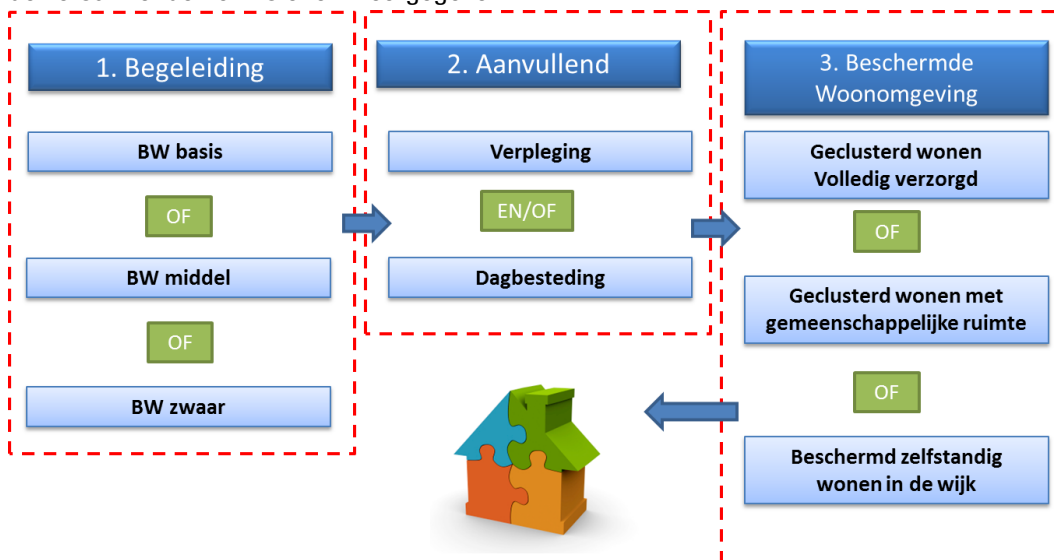 1. Begeleiding
BW basis
OF
BW middel
OF
BW zwaar
2. Aanvullend
Verpleging
EN/OF
Dagbesteding
3. Beschermde
Woonomgeving
Geclusterd wonen
Volledig verzorgd
OF
Geclusterd wonen met
gemeenschappelijke ruimte
OF
Beschermd zelfstandig
wonen in de wijk